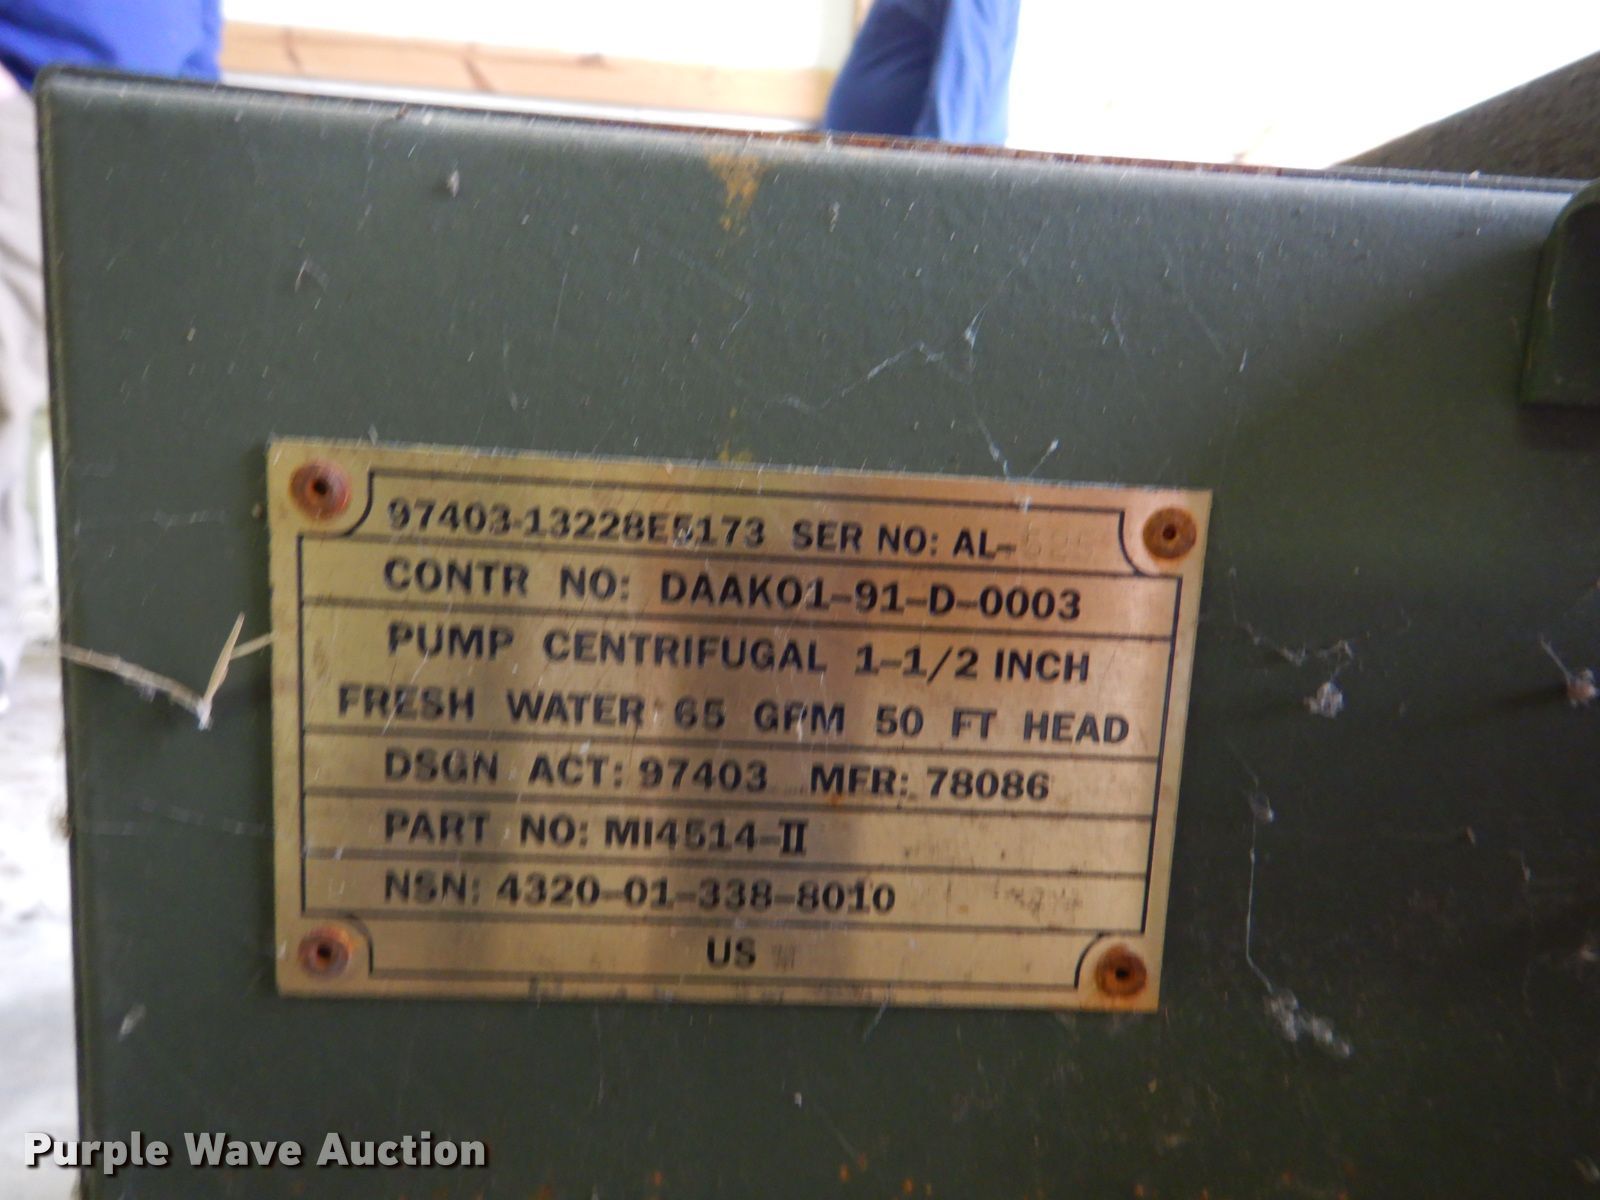 97403-13228E5173 SER NO: AL-
CONTR NO: DAAK01-91-D-0003
PUMP CENTRIFUGAL 1-1/2 INCH
FRESH WATER 65 GPM 50 FT HEAD
DSGN ACT: 97403 MFR: 78086
PART NO: MI4514-II
NSN: 4320-01-338-8010
US
Purple Wave Auction